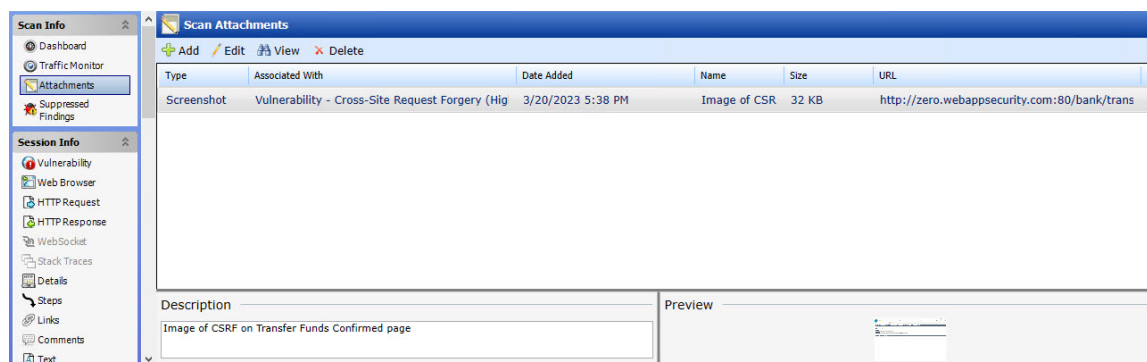 Scan Info
Dashboard
Traffic Monitor
Attachments
Suppressed
Findings
Session Info
Vulnerability
Web Browser
HTTP Request
HTTP Response
WebSocket
Stack Traces
Details
Steps
Links
Comments
Text
Scan Attachments
Add Edit View Delete
Type Associated With Date Added Name Size URL
Screenshot Vulnerability - Cross-Site Request Forgery (Hig 3/20/2023 5:38 PM Image of CSR 32 KB http://zero.webappsecurity.com:80/bank/trans
Description
Image of CSRF on Transfer Funds Confirmed page
Preview